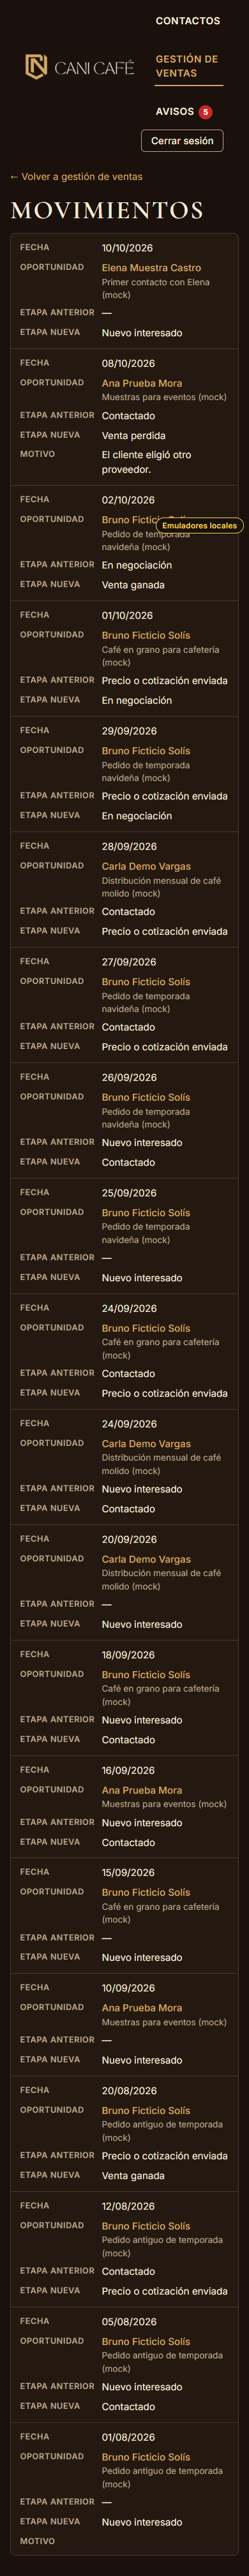 CONTACTOS
CANI CAFÉ
GESTIÓN DE
VENTAS
AVISOS 5
Cerrar sesión
← Volver a gestión de ventas
MOVIMIENTOS
FECHA 10/10/2026
OPORTUNIDAD Elena Muestra Castro
Primer contacto con Elena
(mock)
ETAPA ANTERIOR —
ETAPA NUEVA Nuevo interesado
FECHA 08/10/2026
OPORTUNIDAD Ana Prueba Mora
Muestras para eventos (mock)
ETAPA ANTERIOR Contactado
ETAPA NUEVA Venta perdida
MOTIVO El cliente eligió otro
proveedor.
FECHA 02/10/2026
OPORTUNIDAD Bruno Ficticio
Emuladores locales
Pedido de temporada
navideña (mock)
ETAPA ANTERIOR En negociación
ETAPA NUEVA Venta ganada
FECHA 01/10/2026
OPORTUNIDAD Bruno Ficticio Solís
Café en grano para cafetería
(mock)
ETAPA ANTERIOR Precio o cotización enviada
ETAPA NUEVA En negociación
FECHA 29/09/2026
OPORTUNIDAD Bruno Ficticio Solís
Pedido de temporada
navideña (mock)
ETAPA ANTERIOR Precio o cotización enviada
ETAPA NUEVA En negociación
FECHA 28/09/2026
OPORTUNIDAD Carla Demo Vargas
Distribución mensual de café
molido (mock)
ETAPA ANTERIOR Contactado
ETAPA NUEVA Precio o cotización enviada
FECHA 27/09/2026
OPORTUNIDAD Bruno Ficticio Solís
Pedido de temporada
navideña (mock)
ETAPA ANTERIOR Contactado
ETAPA NUEVA Precio o cotización enviada
FECHA 26/09/2026
OPORTUNIDAD Bruno Ficticio Solís
Pedido de temporada
navideña (mock)
ETAPA ANTERIOR Nuevo interesado
ETAPA NUEVA Contactado
FECHA 25/09/2026
OPORTUNIDAD Bruno Ficticio Solís
Pedido de temporada
navideña (mock)
ETAPA ANTERIOR —
ETAPA NUEVA Nuevo interesado
FECHA 24/09/2026
OPORTUNIDAD Bruno Ficticio Solís
Café en grano para cafetería
(mock)
ETAPA ANTERIOR Contactado
ETAPA NUEVA Precio o cotización enviada
FECHA 24/09/2026
OPORTUNIDAD Carla Demo Vargas
Distribución mensual de café
molido (mock)
ETAPA ANTERIOR Nuevo interesado
ETAPA NUEVA Contactado
FECHA 20/09/2026
OPORTUNIDAD Carla Demo Vargas
Distribución mensual de café
molido (mock)
ETAPA ANTERIOR —
ETAPA NUEVA Nuevo interesado
FECHA 18/09/2026
OPORTUNIDAD Bruno Ficticio Solís
Café en grano para cafetería
(mock)
ETAPA ANTERIOR Nuevo interesado
ETAPA NUEVA Contactado
FECHA 16/09/2026
OPORTUNIDAD Ana Prueba Mora
Muestras para eventos (mock)
ETAPA ANTERIOR Nuevo interesado
ETAPA NUEVA Contactado
FECHA 15/09/2026
OPORTUNIDAD Bruno Ficticio Solís
Café en grano para cafetería
(mock)
ETAPA ANTERIOR —
ETAPA NUEVA Nuevo interesado
FECHA 10/09/2026
OPORTUNIDAD Ana Prueba Mora
Muestras para eventos (mock)
ETAPA ANTERIOR —
ETAPA NUEVA Nuevo interesado
FECHA 20/08/2026
OPORTUNIDAD Bruno Ficticio Solís
Pedido antiguo de temporada
(mock)
ETAPA ANTERIOR Precio o cotización enviada
ETAPA NUEVA Venta ganada
FECHA 12/08/2026
OPORTUNIDAD Bruno Ficticio Solís
Pedido antiguo de temporada
(mock)
ETAPA ANTERIOR Contactado
ETAPA NUEVA Precio o cotización enviada
FECHA 05/08/2026
OPORTUNIDAD Bruno Ficticio Solís
Pedido antiguo de temporada
(mock)
ETAPA ANTERIOR Nuevo interesado
ETAPA NUEVA Contactado
FECHA 01/08/2026
OPORTUNIDAD Bruno Ficticio Solís
Pedido antiguo de temporada
(mock)
ETAPA ANTERIOR —
ETAPA NUEVA Nuevo interesado
MOTIVO